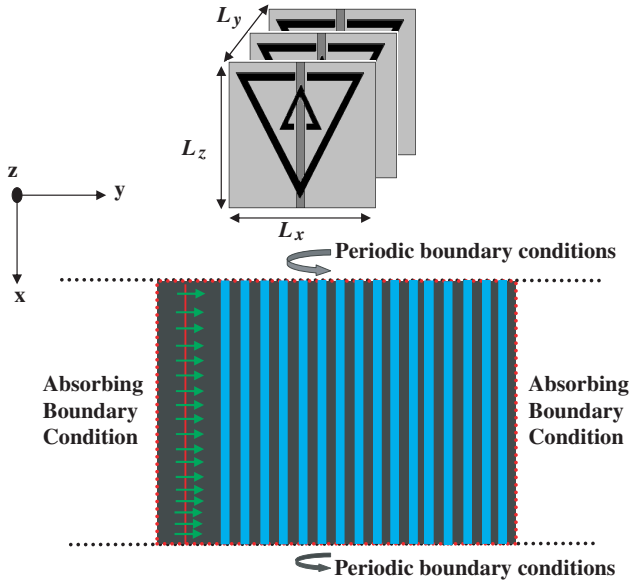 L_y
L_z
L_x
z
y
x
Periodic boundary conditions
Absorbing
Boundary
Condition
Absorbing
Boundary
Condition
Periodic boundary conditions